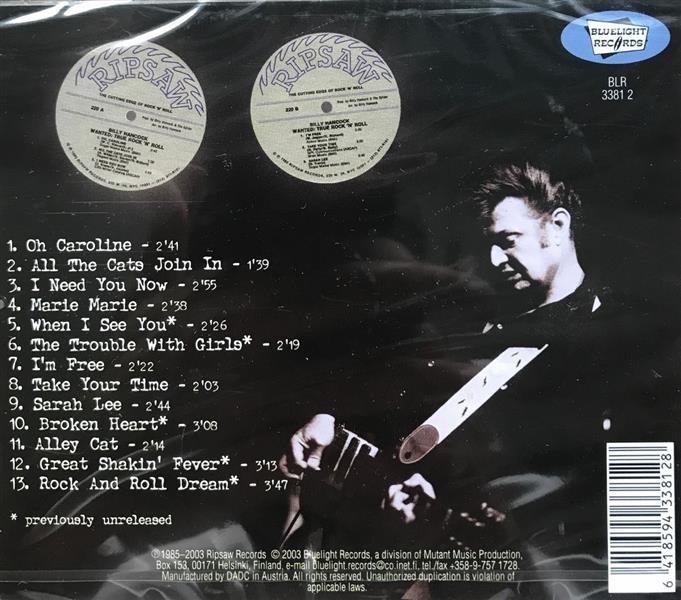 RIPSAW
THE CUTTING EDGE OF ROCK 'N' ROLL
220 A
BILLY HANCOCK
WANTED: TRUE ROCK 'N' ROLL
RIPSAW
THE CUTTING EDGE OF ROCK 'N' ROLL
220 B
BILLY HANCOCK
WANTED: TRUE ROCK 'N' ROLL
I'M FREE
TAKE YOUR TIME
SARAH LEE
BLUELIGHT
RECORDS
BLR
3381 2
1. Oh Caroline - 2'41
2. All The Cats Join In - 1'39
3. I Need You Now - 2'55
4. Marie Marie - 2'38
5. When I See You* - 2'26
6. The Trouble With Girls* - 2'19
7. I'm Free - 2'22
8. Take Your Time - 2'03
9. Sarah Lee - 2'44
10. Broken Heart* - 3'08
11. Alley Cat - 2'14
12. Great Shakin' Fever* - 3'13
13. Rock And Roll Dream* - 3'47
* previously unreleased
℗ 1985-2003 Ripsaw Records © 2003 Bluelight Records, a division of Mutant Music Production,
Box 153, 00171 Helsinki, Finland, e-mail bluelight.records@co.inet.fi, tel./fax +358-9-757 1728.
Manufactured by DADC in Austria. All rights reserved. Unauthorized duplication is violation of
applicable laws.
6 418594 338128